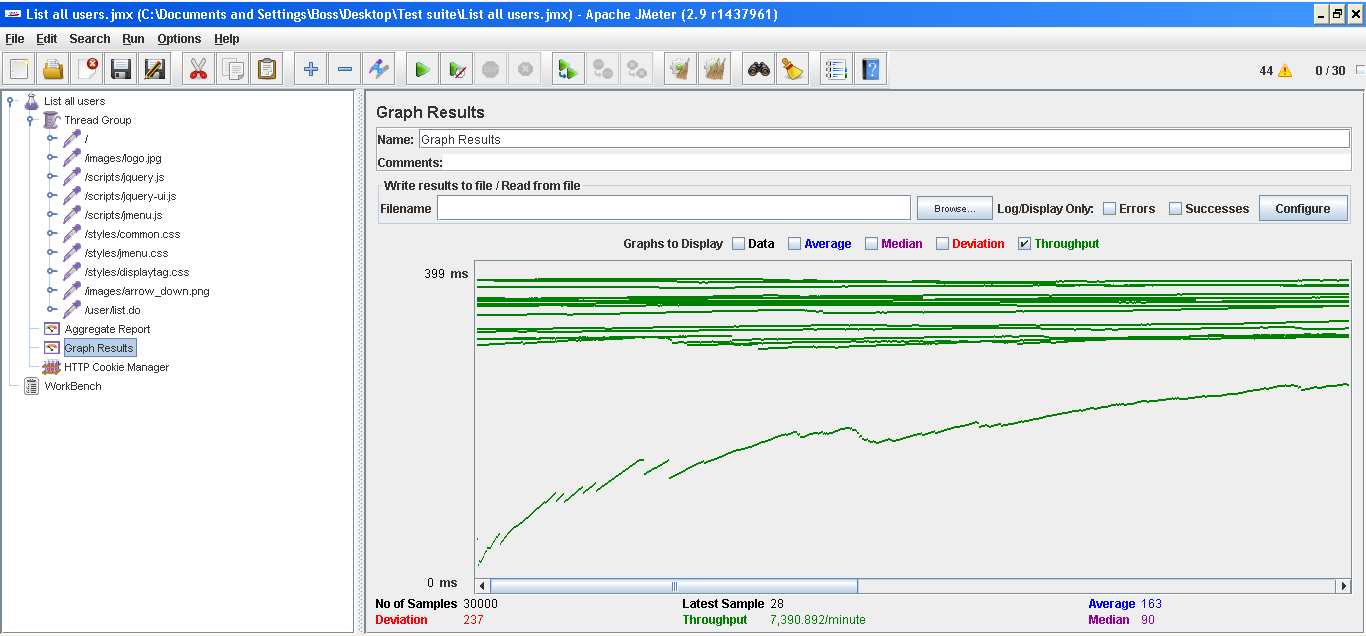 List all users.jmx (C:\Documents and Settings\Boss\Desktop\Test suite\List all users.jmx) - Apache JMeter (2.9 r1437961)
File Edit Search Run Options Help
44 0 / 30
List all users
Thread Group
/
/images/logo.jpg
/scripts/jquery.js
/scripts/jquery-ui.js
/scripts/jmenu.js
/styles/common.css
/styles/jmenu.css
/styles/displaytag.css
/images/arrow_down.png
/user/list.do
Aggregate Report
Graph Results
HTTP Cookie Manager
WorkBench
Graph Results
Name: Graph Results
Comments:
Write results to file / Read from file
Filename Browse... Log/Display Only: Errors Successes Configure
Graphs to Display Data Average Median Deviation Throughput
399 ms
0 ms
No of Samples 30000 Latest Sample 28 Average 163
Deviation 237 Throughput 7,390.892/minute Median 90